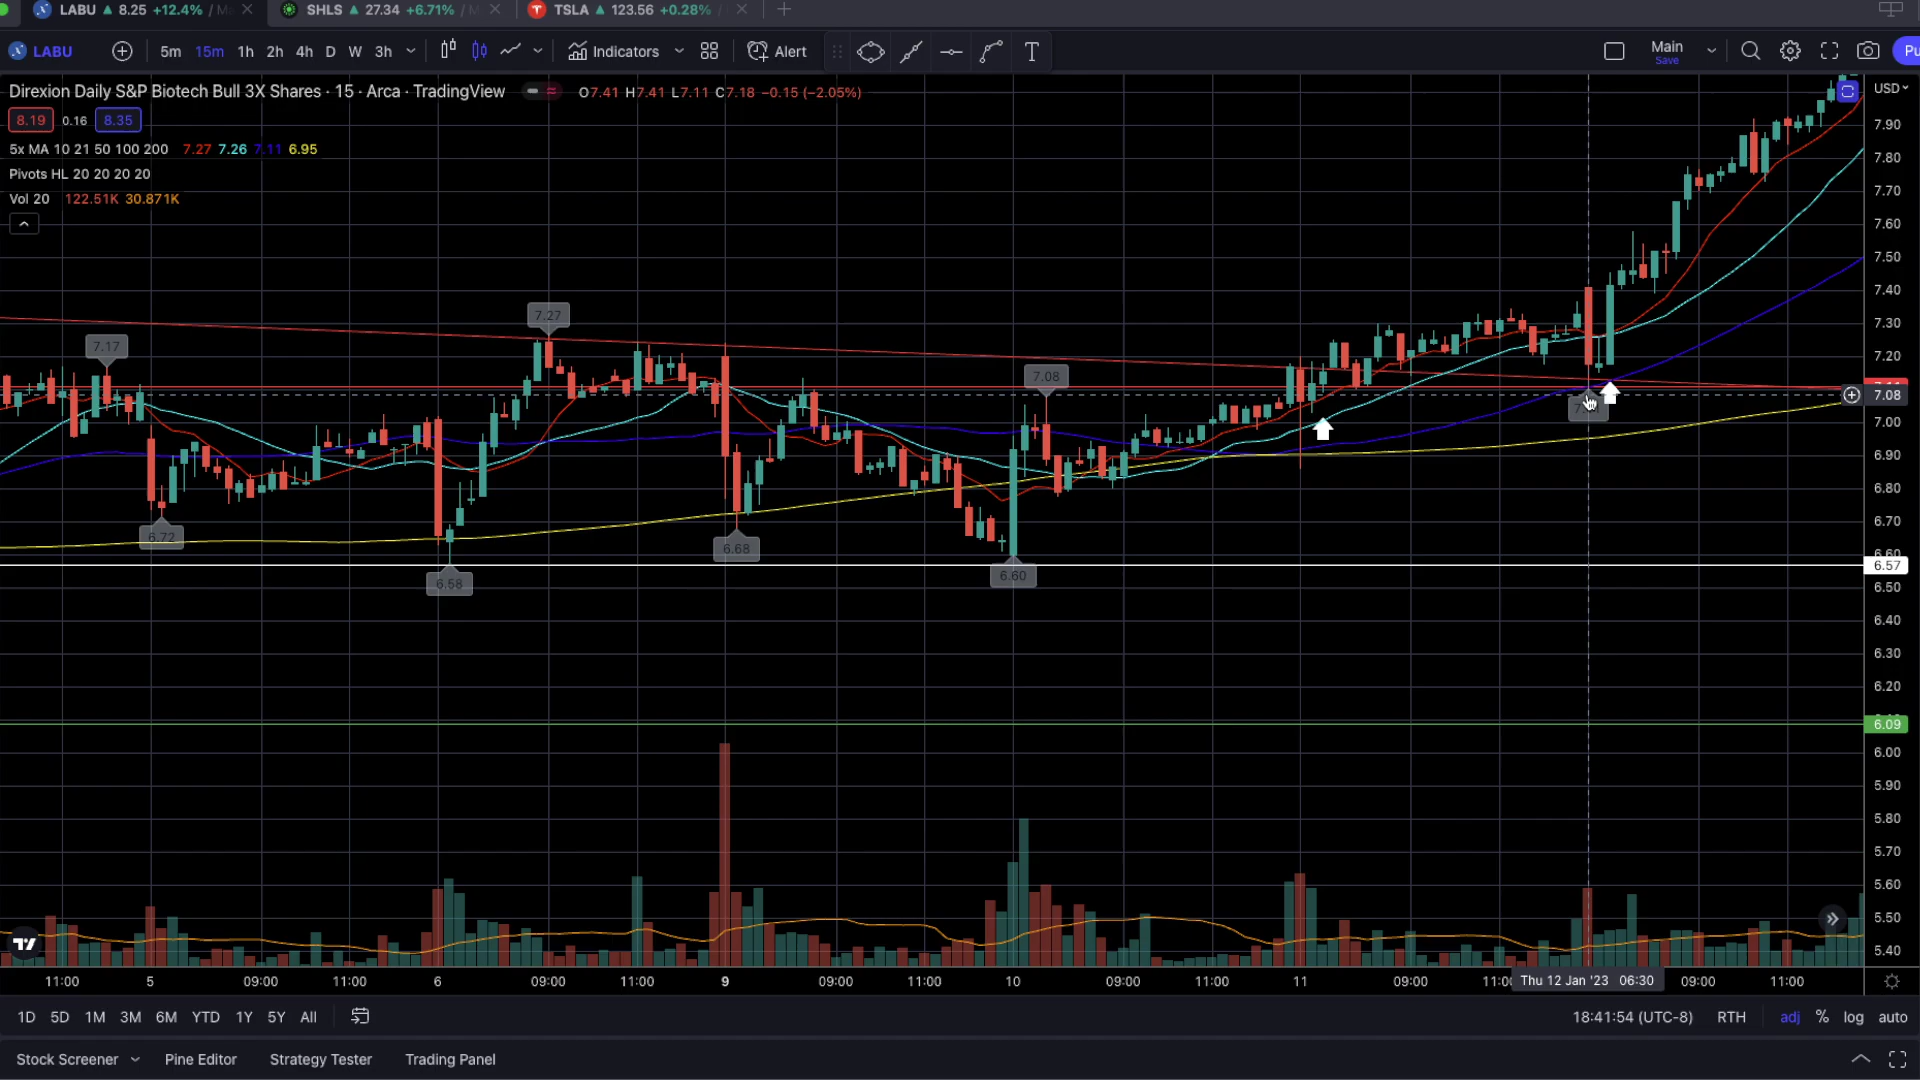 LABU ▲ 8.25 +12.4% / M
SHLS ▲ 27.34 +6.71% / M
TSLA ▲ 123.56 +0.28% /
LABU 5m 15m 1h 2h 4h D W 3h Indicators Alert T Main Pu
Save
Direxion Daily S&P Biotech Bull 3X Shares · 15 · Arca · TradingView O7.41 H7.41 L7.11 C7.18 −0.15 (−2.05%)
USD
8.19 0.16 8.35
5x MA 10 21 50 100 200 7.27 7.26 7.11 6.95
Pivots HL 20 20 20 20
Vol 20 122.51K 30.871K
7.90
7.80
7.70
7.60
7.50
7.40
7.30
7.20
7.08
7.00
6.90
6.80
6.70
6.60
6.57
6.50
6.40
6.30
6.20
6.09
6.00
5.90
5.80
5.70
5.60
5.50
5.40
7.17
7.27
7.08
6.72
6.58
6.68
6.60
11:00 5 09:00 11:00 6 09:00 11:00 9 09:00 11:00 10 09:00 11:00 11 09:00 11:00 Thu 12 Jan '23 06:30 09:00 11:00
1D 5D 1M 3M 6M YTD 1Y 5Y All 18:41:54 (UTC-8) RTH adj % log auto
Stock Screener Pine Editor Strategy Tester Trading Panel